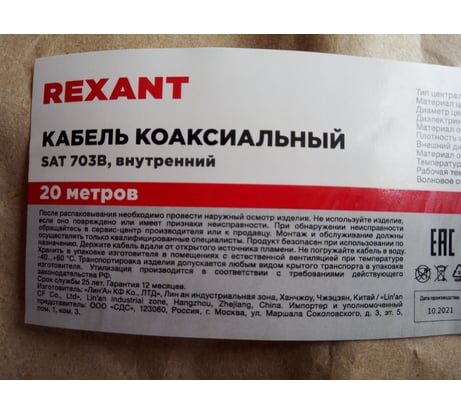 REXANT
КАБЕЛЬ КОАКСИАЛЬНЫЙ
SAT 703B, внутренний
20 метров
После распаковывания необходимо провести наружный осмотр изделия. Не используйте изделие,
если оно повреждено или имеет признаки неисправности. При обнаружении неисправности
обращайтесь в сервис-центр производителя или к продавцу. Монтаж и обслуживание должны
осуществлять только квалифицированные специалисты. Продукт безопасен при использовании по
назначению. Держите кабель вдали от открытого источника пламени. Не погружайте кабель в воду.
Хранить в упаковке изготовителя в помещениях с естественной вентиляцией при температуре
-40...+60 °С. Транспортировка изделия допустима любым видом крытого транспорта в упаковке
изготовителя. Утилизация производится в соответствии с требованиями действующего
законодательства РФ.
Срок службы 25 лет. Гарантия 12 месяцев.
Изготовитель: «Лин'Ан КФ Ко., ЛТД», Лин ан индустриальная зона, Ханчжоу, Чжэцзян, Китай / «Lin'an
CF Co., Ltd», Lin'an industrial zone, Hangzhou, Zhejiang, China. Импортер и уполномоченный
представитель: ООО «СДС», 123060, Россия, г. Москва, ул. Маршала Соколовского, д. 3, эт. 5,
пом. 1, ком. 3.
Тип централ
Материал ц
Диаметр це
Диэлектрик
Материал о
Плотность о
Внешний ди
Материал о
Температура
Рабочая тем
Волновое со
EAC
Дата производства:
10.2021